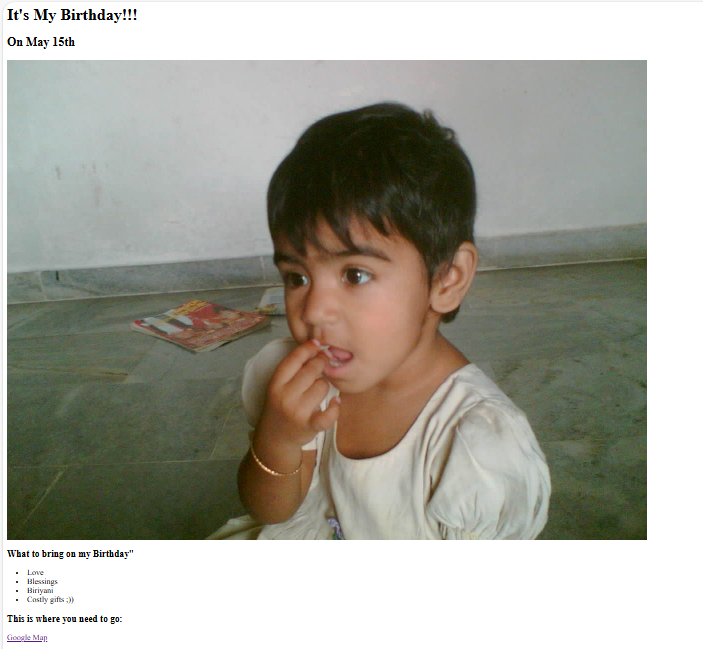 It's My Birthday!!!
On May 15th
What to bring on my Birthday"
Love
Blessings
Biriyani
Costly gifts ;))
This is where you need to go:
Google Map